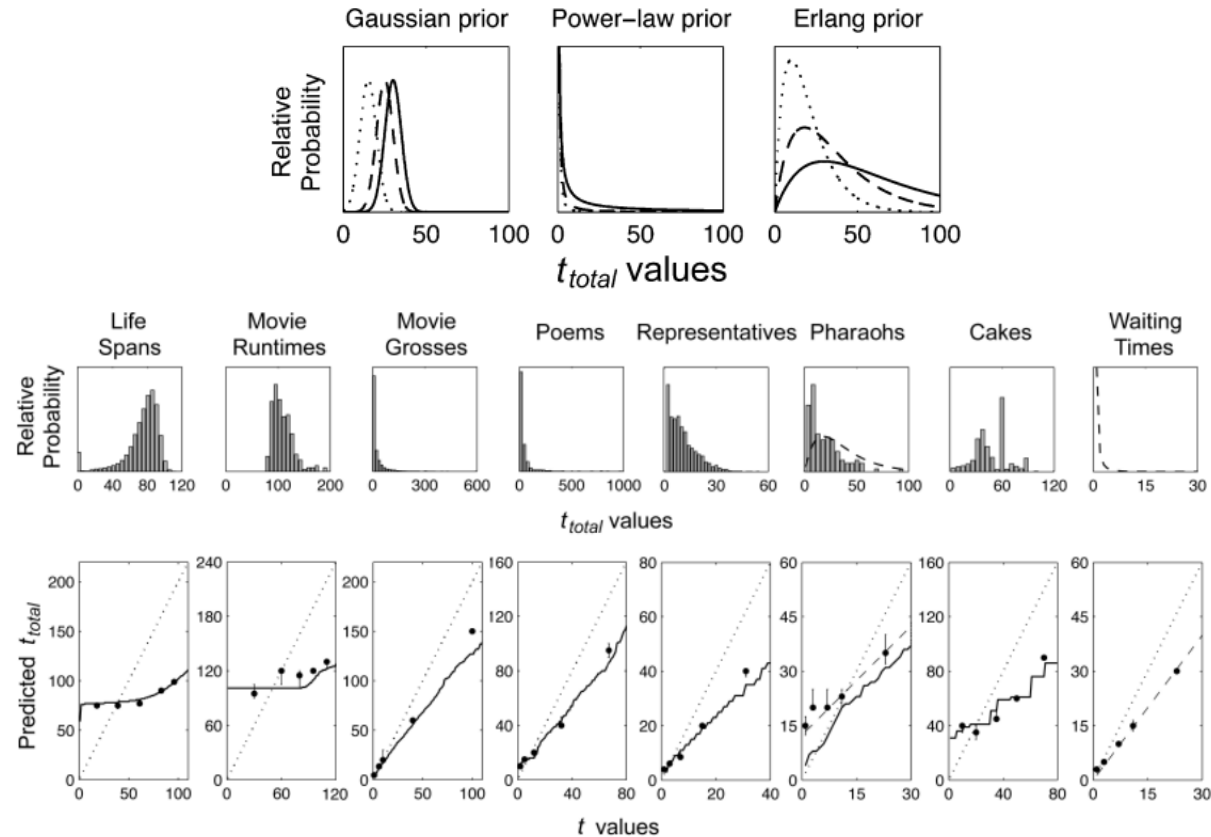 Gaussian prior Power-law prior Erlang prior
Relative
Probability
0 50 100 0 50 100 0 50 100
t_total values
Life
Spans
Movie
Runtimes
Movie
Grosses
Poems
Representatives
Pharaohs
Cakes
Waiting
Times
Relative
Probability
0 40 80 120 0 100 200 0 300 600 0 500 1000 0 30 60 0 50 100 0 60 120 0 15 30
t_total values
Predicted t_total
200
150
100
50
0
0 50 100
240
180
120
60
0
0 60 120
200
150
100
50
0
0 50 100
160
120
80
40
0
0 40 80
80
60
40
20
0
0 20 40
60
45
30
15
0
0 15 30
160
120
80
40
0
0 40 80
60
45
30
15
0
0 15 30
t values